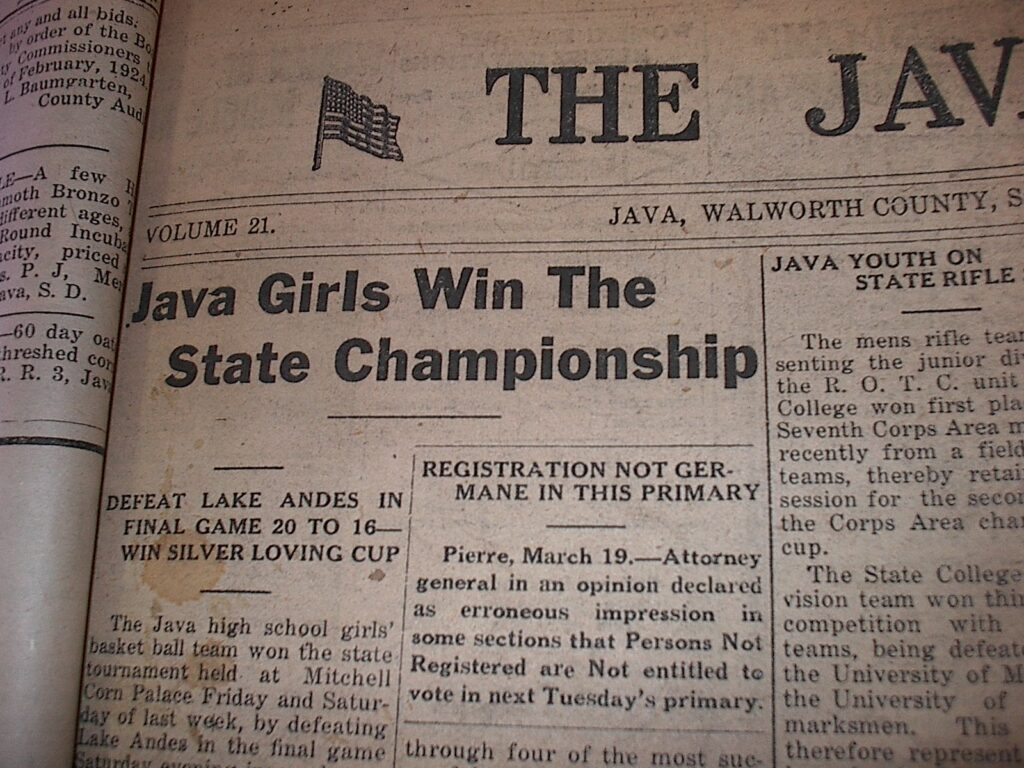 any and all bids.
by order of the Bo
Commissioners
of February, 1924.
L. Baumgarten,
County Aud
LE—A few
moth Bronzo
different ages,
Round Incuba
acity, priced
s. P. J, Me
ava, S. D.
—60 day oat
threshed cor
R. R. 3, Jav
THE JAV
VOLUME 21.
JAVA, WALWORTH COUNTY, S
Java Girls Win The
State Championship
DEFEAT LAKE ANDES IN
FINAL GAME 20 TO 16—
WIN SILVER LOVING CUP
The Java high school girls'
basket ball team won the state
tournament held at Mitchell
Corn Palace Friday and Satur-
day of last week, by defeating
Lake Andes in the final game
Saturday evening
REGISTRATION NOT GER-
MANE IN THIS PRIMARY
Pierre, March 19.—Attorney
general in an opinion declared
as erroneous impression in
some sections that Persons Not
Registered are Not entitled to
vote in next Tuesday's primary.
through four of the most suc-
JAVA YOUTH ON
STATE RIFLE
The mens rifle tea
senting the junior di
the R. O. T. C. unit
College won first pla
Seventh Corps Area m
recently from a field
teams, thereby retai
session for the seco
the Corps Area cha
cup.
The State College
vision team won thi
competition with
teams, being defeat
the University of M
the University of
marksmen. This
therefore represent